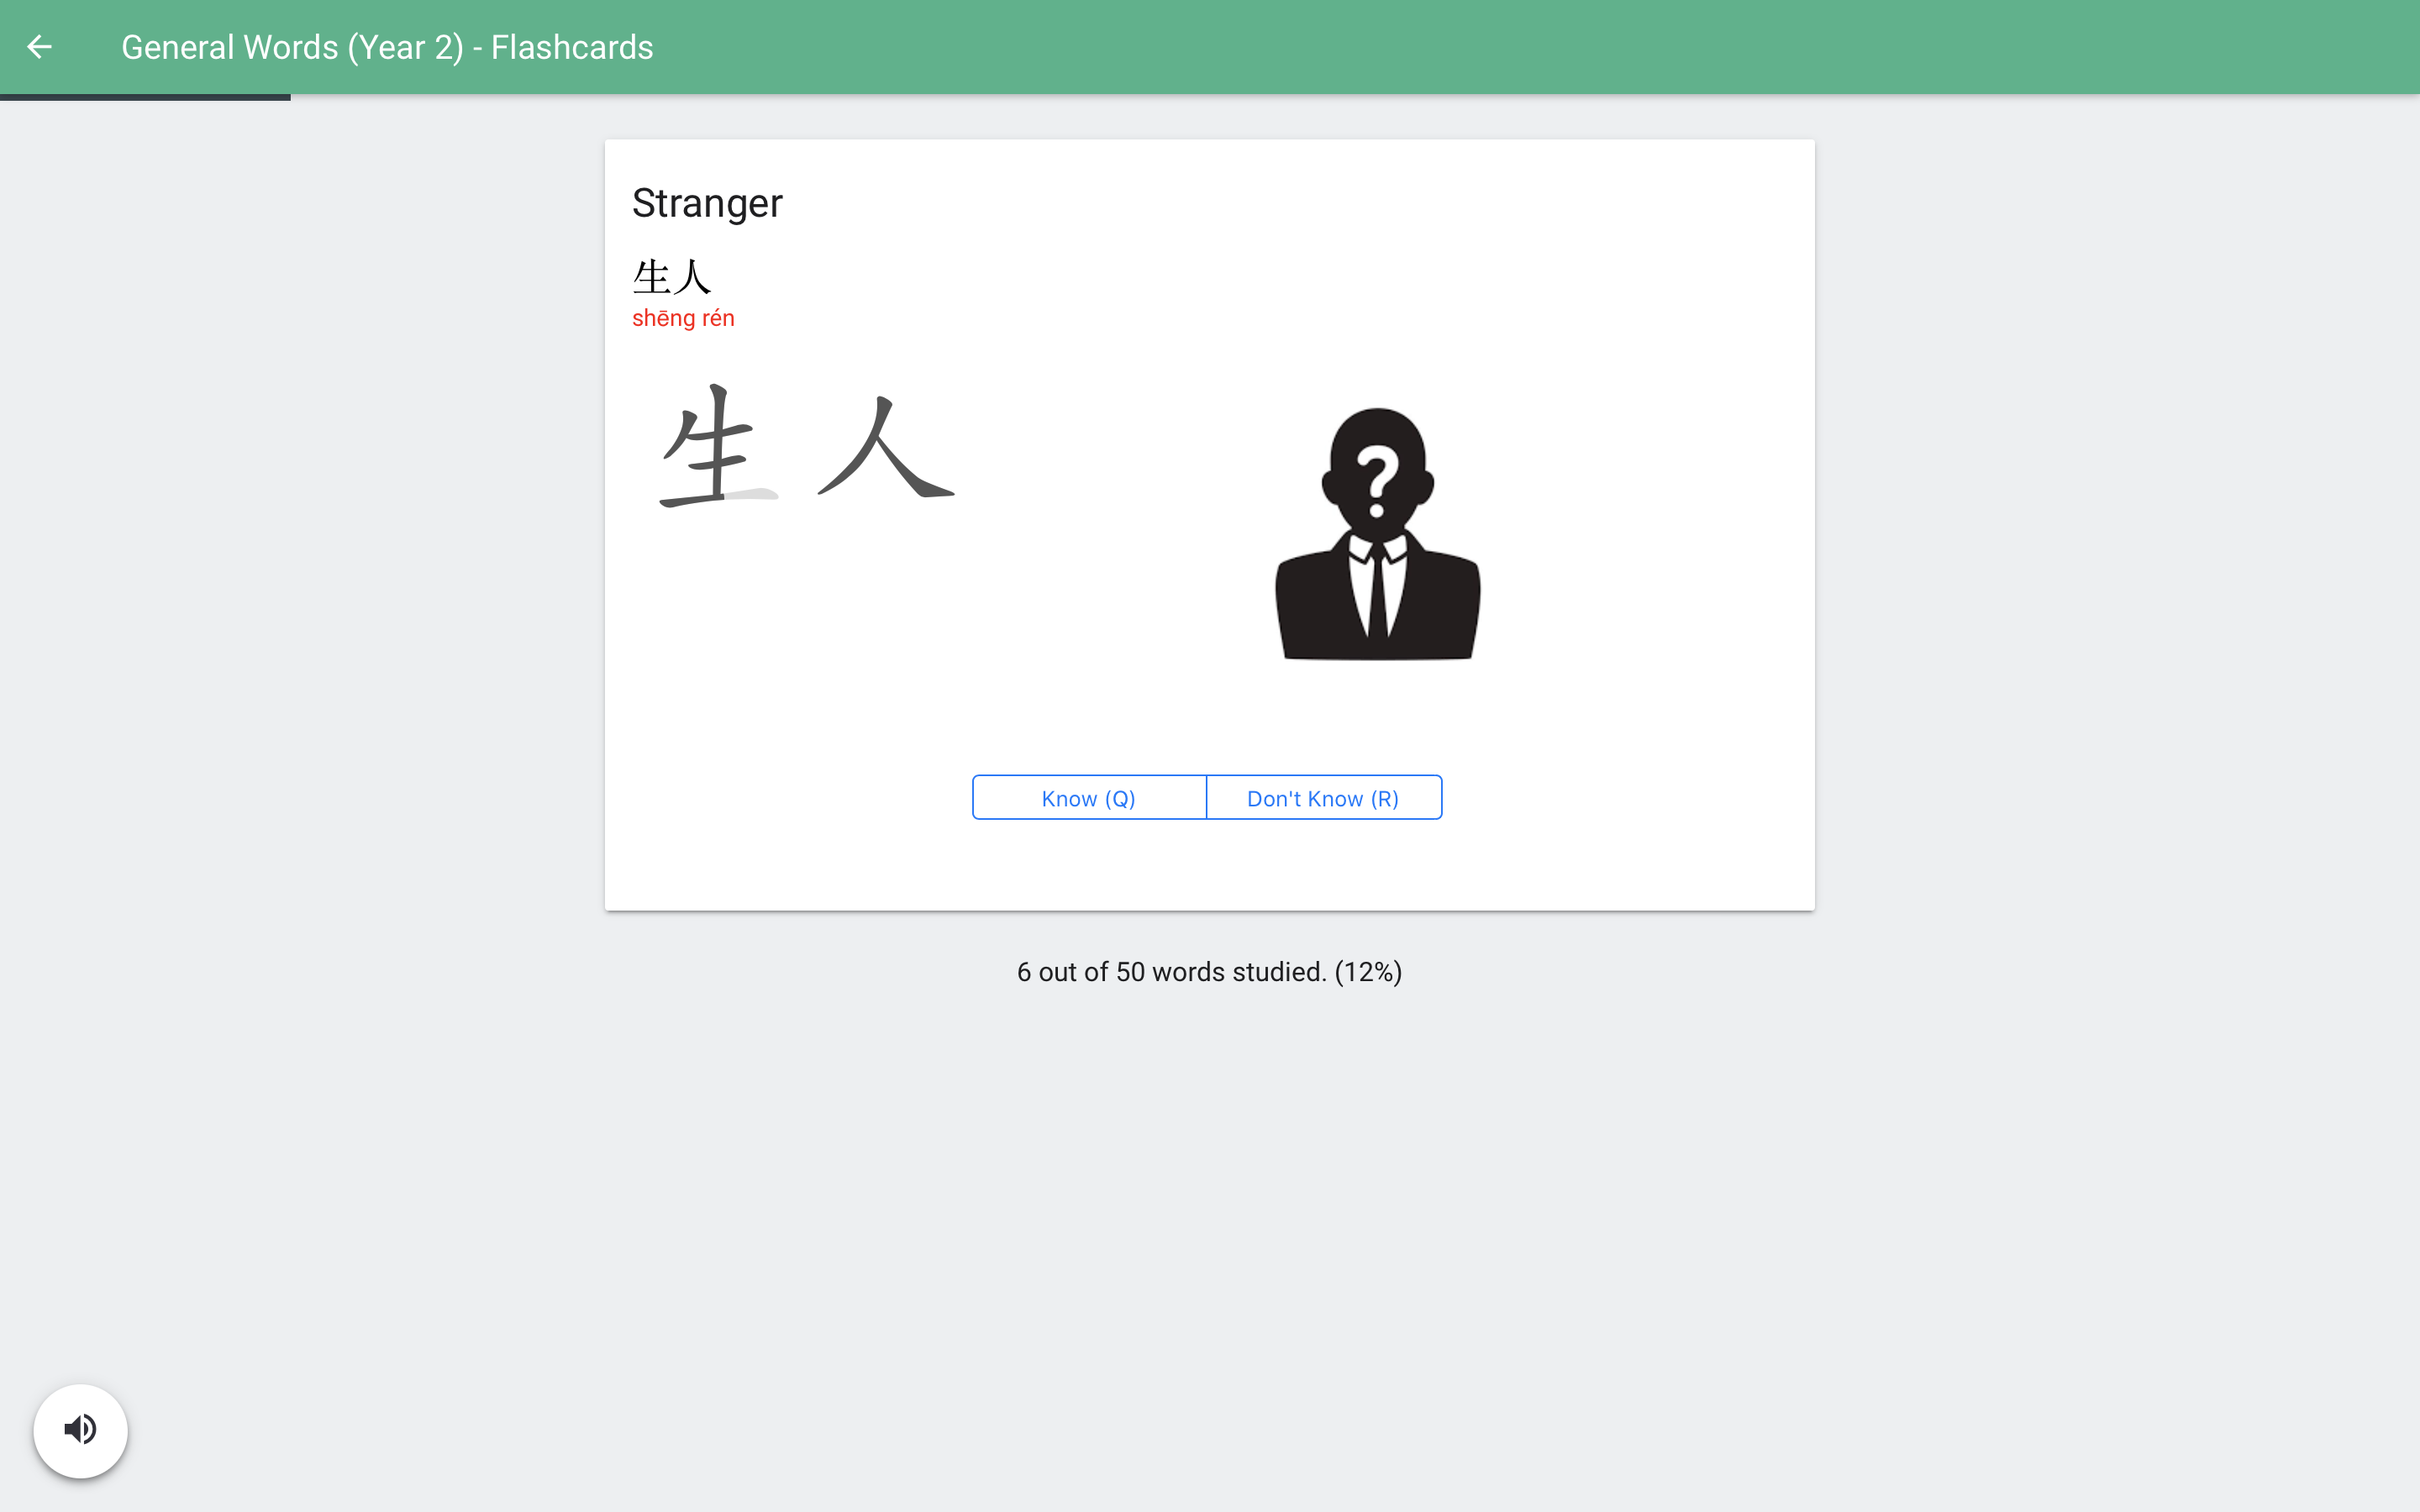 General Words (Year 2) - Flashcards
Stranger
生人
shēng rén
生人
?
Know (Q)
Don't Know (R)
6 out of 50 words studied. (12%)